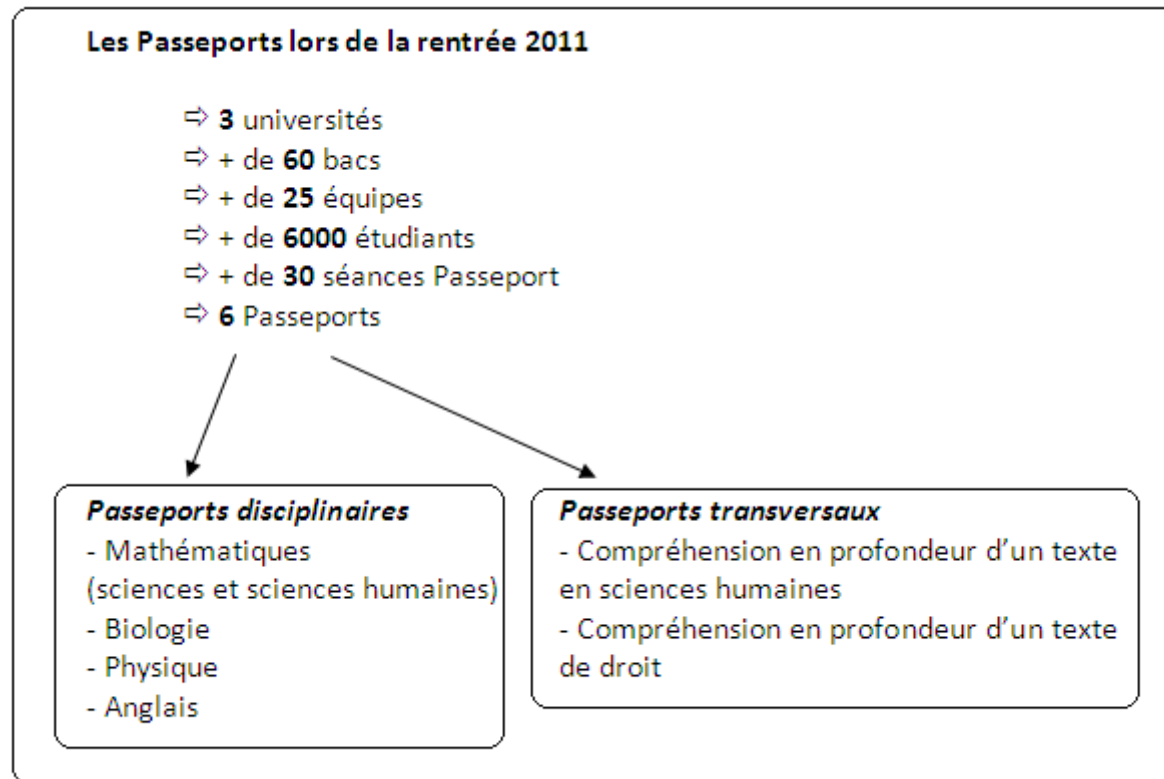 Les Passeports lors de la rentrée 2011
⇨ 3 universités
⇨ + de 60 bacs
⇨ + de 25 équipes
⇨ + de 6000 étudiants
⇨ + de 30 séances Passeport
⇨ 6 Passeports
Passeports disciplinaires
- Mathématiques
(sciences et sciences humaines)
- Biologie
- Physique
- Anglais
Passeports transversaux
- Compréhension en profondeur d’un texte
en sciences humaines
- Compréhension en profondeur d’un texte
de droit